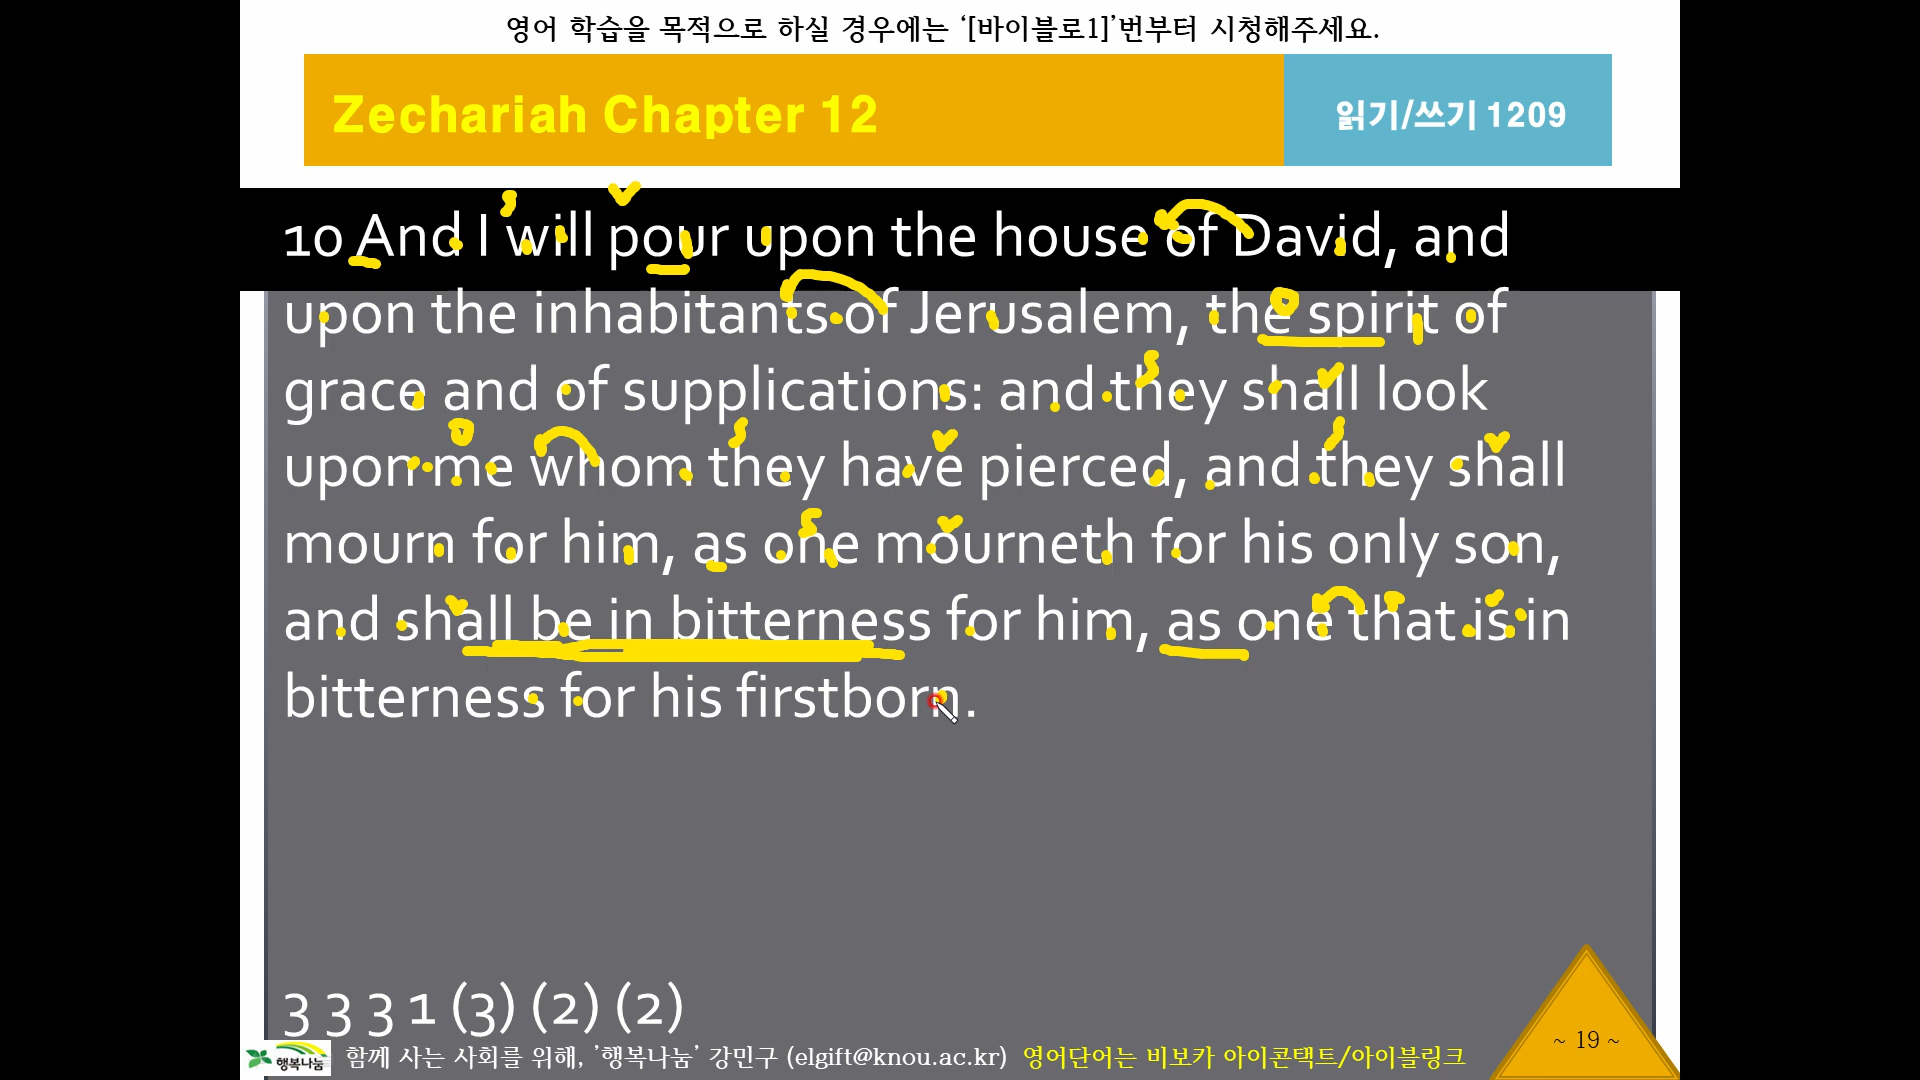 영어 학습을 목적으로 하실 경우에는 ‘[바이블로1]’번부터 시청해주세요.
Zechariah Chapter 12
읽기/쓰기 1209
10 And I will pour upon the house of David, and
upon the inhabitants of Jerusalem, the spirit of
grace and of supplications: and they shall look
upon me whom they have pierced, and they shall
mourn for him, as one mourneth for his only son,
and shall be in bitterness for him, as one that is in
bitterness for his firstborn.
3 3 3 1 (3) (2) (2)
~ 19 ~
행복나눔 함께 사는 사회를 위해, ’행복나눔’ 강민구 (elgift@knou.ac.kr) 영어단어는 비보카 아이콘택트/아이블링크